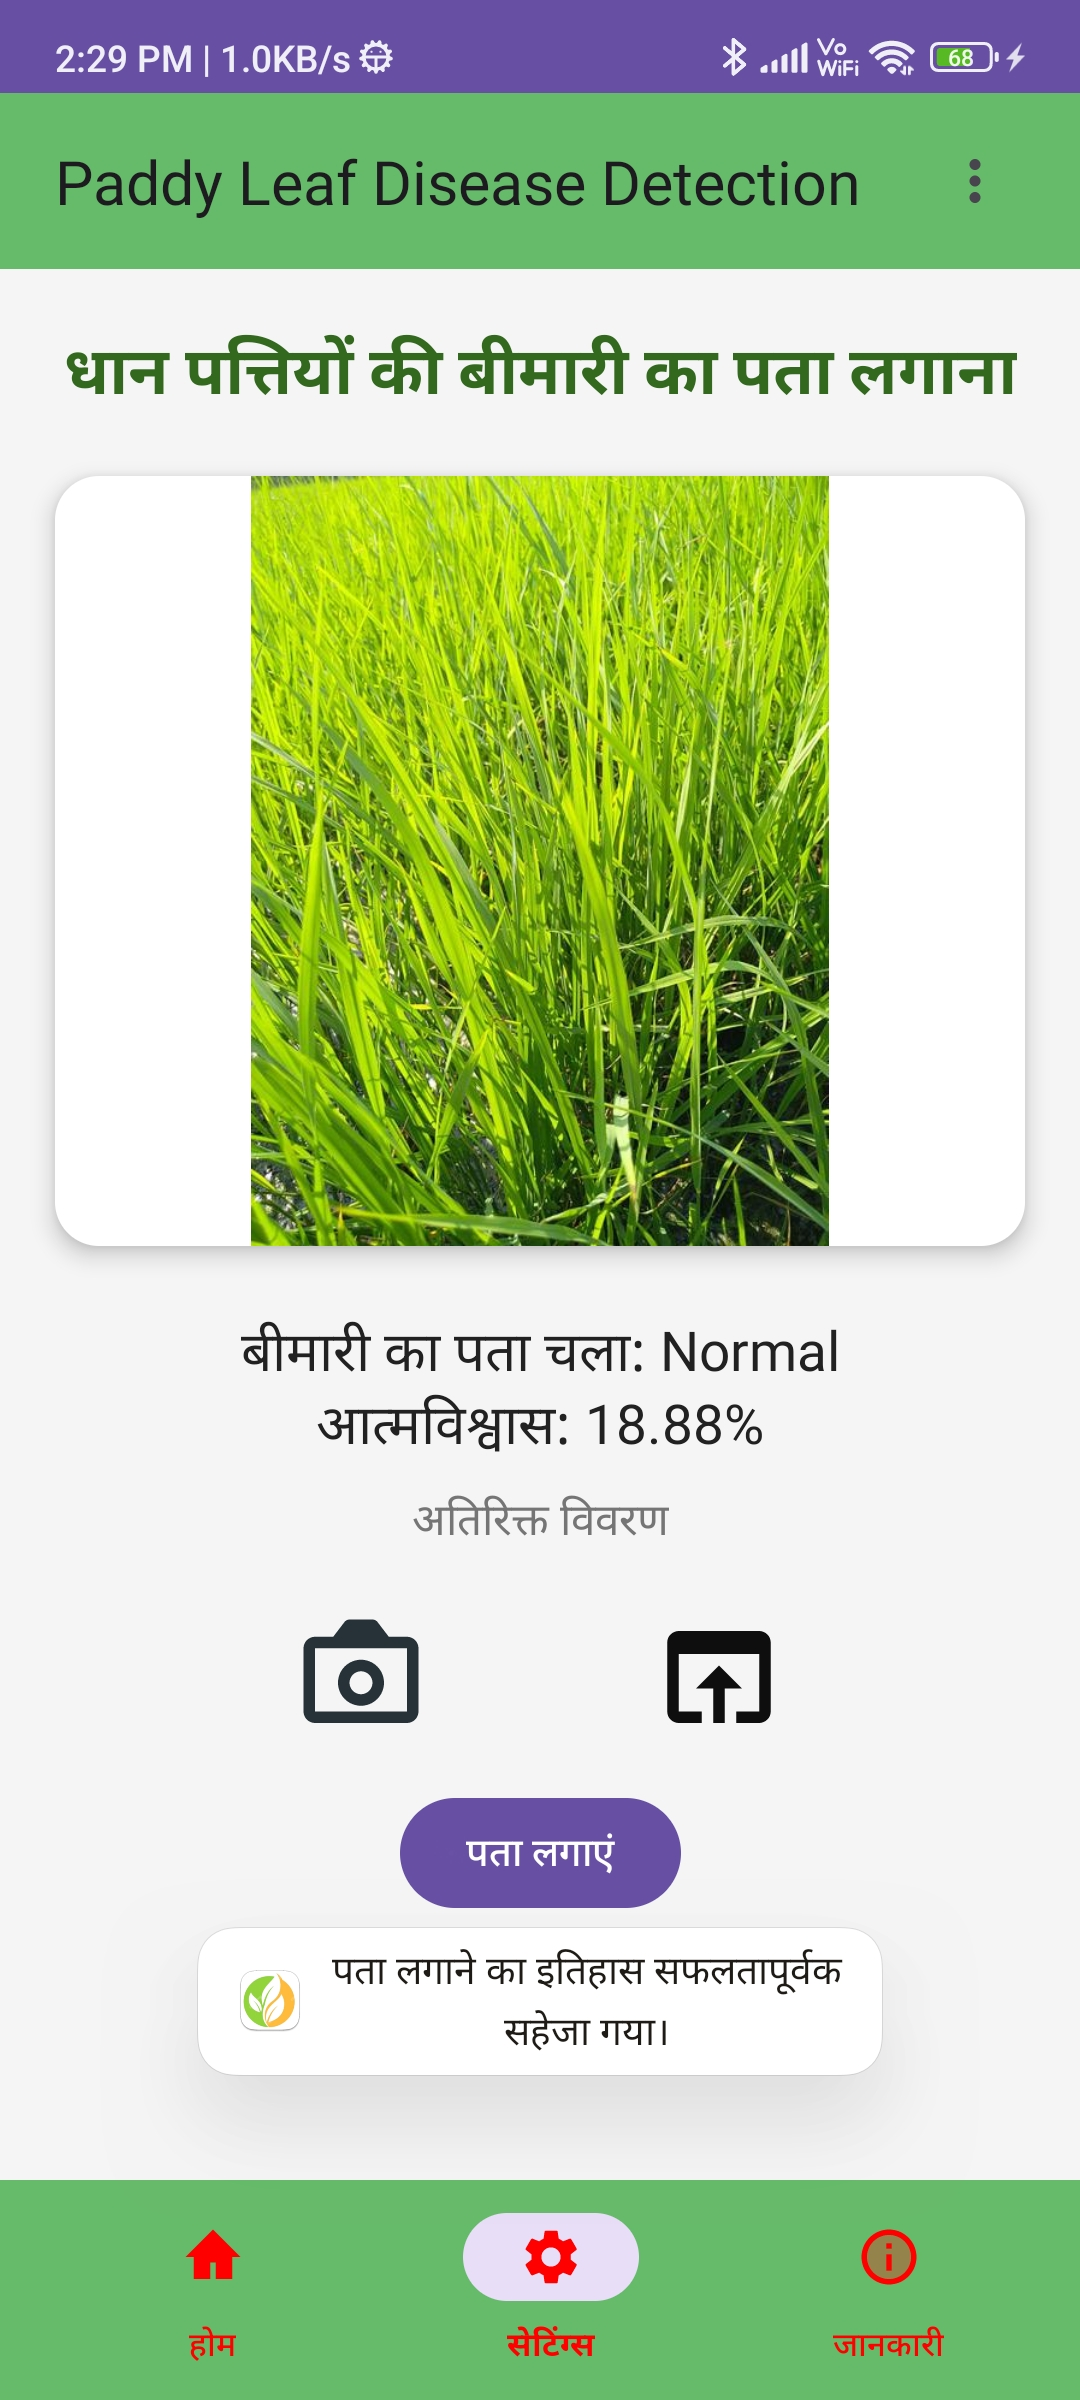 2:29 PM | 1.0KB/s
Vo
WiFi
68
Paddy Leaf Disease Detection
धान पत्तियों की बीमारी का पता लगाना
बीमारी का पता चला: Normal
आत्मविश्वास: 18.88%
अतिरिक्त विवरण
पता लगाएं
पता लगाने का इतिहास सफलतापूर्वक
सहेजा गया।
होम
सेटिंग्स
जानकारी